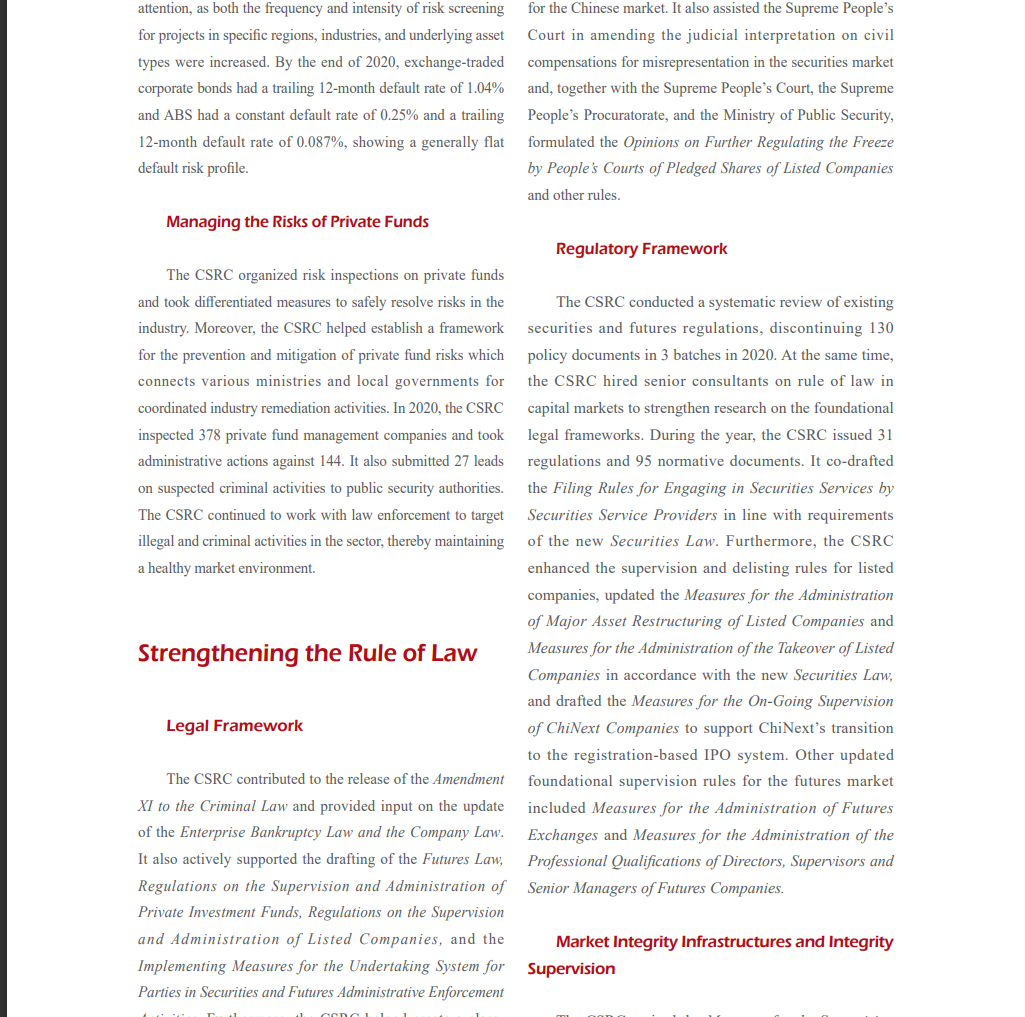 attention, as both the frequency and intensity of risk screening
for projects in specific regions, industries, and underlying asset
types were increased. By the end of 2020, exchange-traded
corporate bonds had a trailing 12-month default rate of 1.04%
and ABS had a constant default rate of 0.25% and a trailing
12-month default rate of 0.087%, showing a generally flat
default risk profile.
Managing the Risks of Private Funds
The CSRC organized risk inspections on private funds
and took differentiated measures to safely resolve risks in the
industry. Moreover, the CSRC helped establish a framework
for the prevention and mitigation of private fund risks which
connects various ministries and local governments for
coordinated industry remediation activities. In 2020, the CSRC
inspected 378 private fund management companies and took
administrative actions against 144. It also submitted 27 leads
on suspected criminal activities to public security authorities.
The CSRC continued to work with law enforcement to target
illegal and criminal activities in the sector, thereby maintaining
a healthy market environment.
Strengthening the Rule of Law
Legal Framework
The CSRC contributed to the release of the Amendment
XI to the Criminal Law and provided input on the update
of the Enterprise Bankruptcy Law and the Company Law.
It also actively supported the drafting of the Futures Law,
Regulations on the Supervision and Administration of
Private Investment Funds, Regulations on the Supervision
and Administration of Listed Companies, and the
Implementing Measures for the Undertaking System for
Parties in Securities and Futures Administrative Enforcement
for the Chinese market. It also assisted the Supreme People's
Court in amending the judicial interpretation on civil
compensations for misrepresentation in the securities market
and, together with the Supreme People's Court, the Supreme
People's Procuratorate, and the Ministry of Public Security,
formulated the Opinions on Further Regulating the Freeze
by People's Courts of Pledged Shares of Listed Companies
and other rules.
Regulatory Framework
The CSRC conducted a systematic review of existing
securities and futures regulations, discontinuing 130
policy documents in 3 batches in 2020. At the same time,
the CSRC hired senior consultants on rule of law in
capital markets to strengthen research on the foundational
legal frameworks. During the year, the CSRC issued 31
regulations and 95 normative documents. It co-drafted
the Filing Rules for Engaging in Securities Services by
Securities Service Providers in line with requirements
of the new Securities Law. Furthermore, the CSRC
enhanced the supervision and delisting rules for listed
companies, updated the Measures for the Administration
of Major Asset Restructuring of Listed Companies and
Measures for the Administration of the Takeover of Listed
Companies in accordance with the new Securities Law,
and drafted the Measures for the On-Going Supervision
of ChiNext Companies to support ChiNext's transition
to the registration-based IPO system. Other updated
foundational supervision rules for the futures market
included Measures for the Administration of Futures
Exchanges and Measures for the Administration of the
Professional Qualifications of Directors, Supervisors and
Senior Managers of Futures Companies.
Market Integrity Infrastructures and Integrity
Supervision